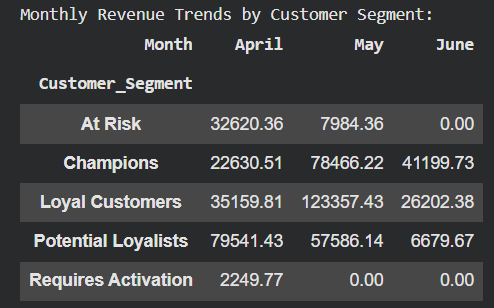 Monthly Revenue Trends by Customer Segment:
Month April May June
Customer_Segment
At Risk 32620.36 7984.36 0.00
Champions 22630.51 78466.22 41199.73
Loyal Customers 35159.81 123357.43 26202.38
Potential Loyalists 79541.43 57586.14 6679.67
Requires Activation 2249.77 0.00 0.00